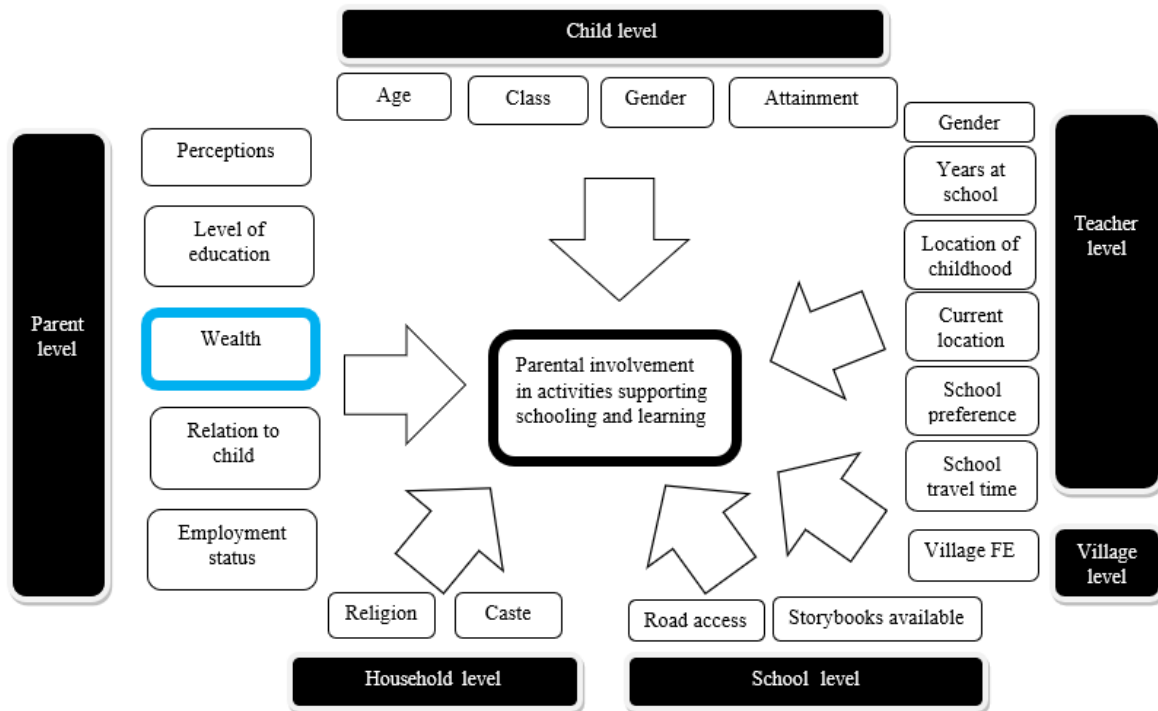 Child level
Age
Class
Gender
Attainment
Parent
level
Perceptions
Level of
education
Wealth
Relation to
child
Employment
status
Parental involvement
in activities supporting
schooling and learning
Gender
Years at
school
Location of
childhood
Current
location
School
preference
School
travel time
Teacher
level
Village FE
Village
level
Religion
Caste
Household level
Road access
Storybooks available
School level